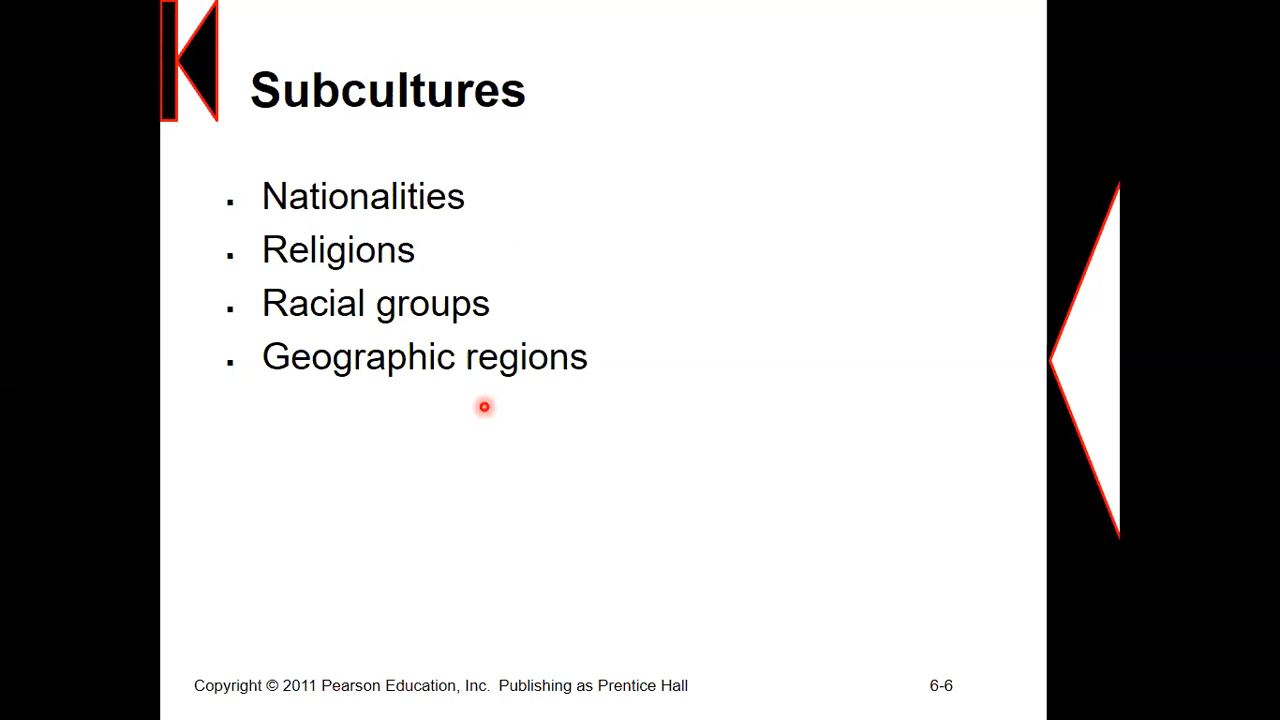 Subcultures
▪ Nationalities
▪ Religions
▪ Racial groups
▪ Geographic regions
Copyright © 2011 Pearson Education, Inc. Publishing as Prentice Hall 6-6